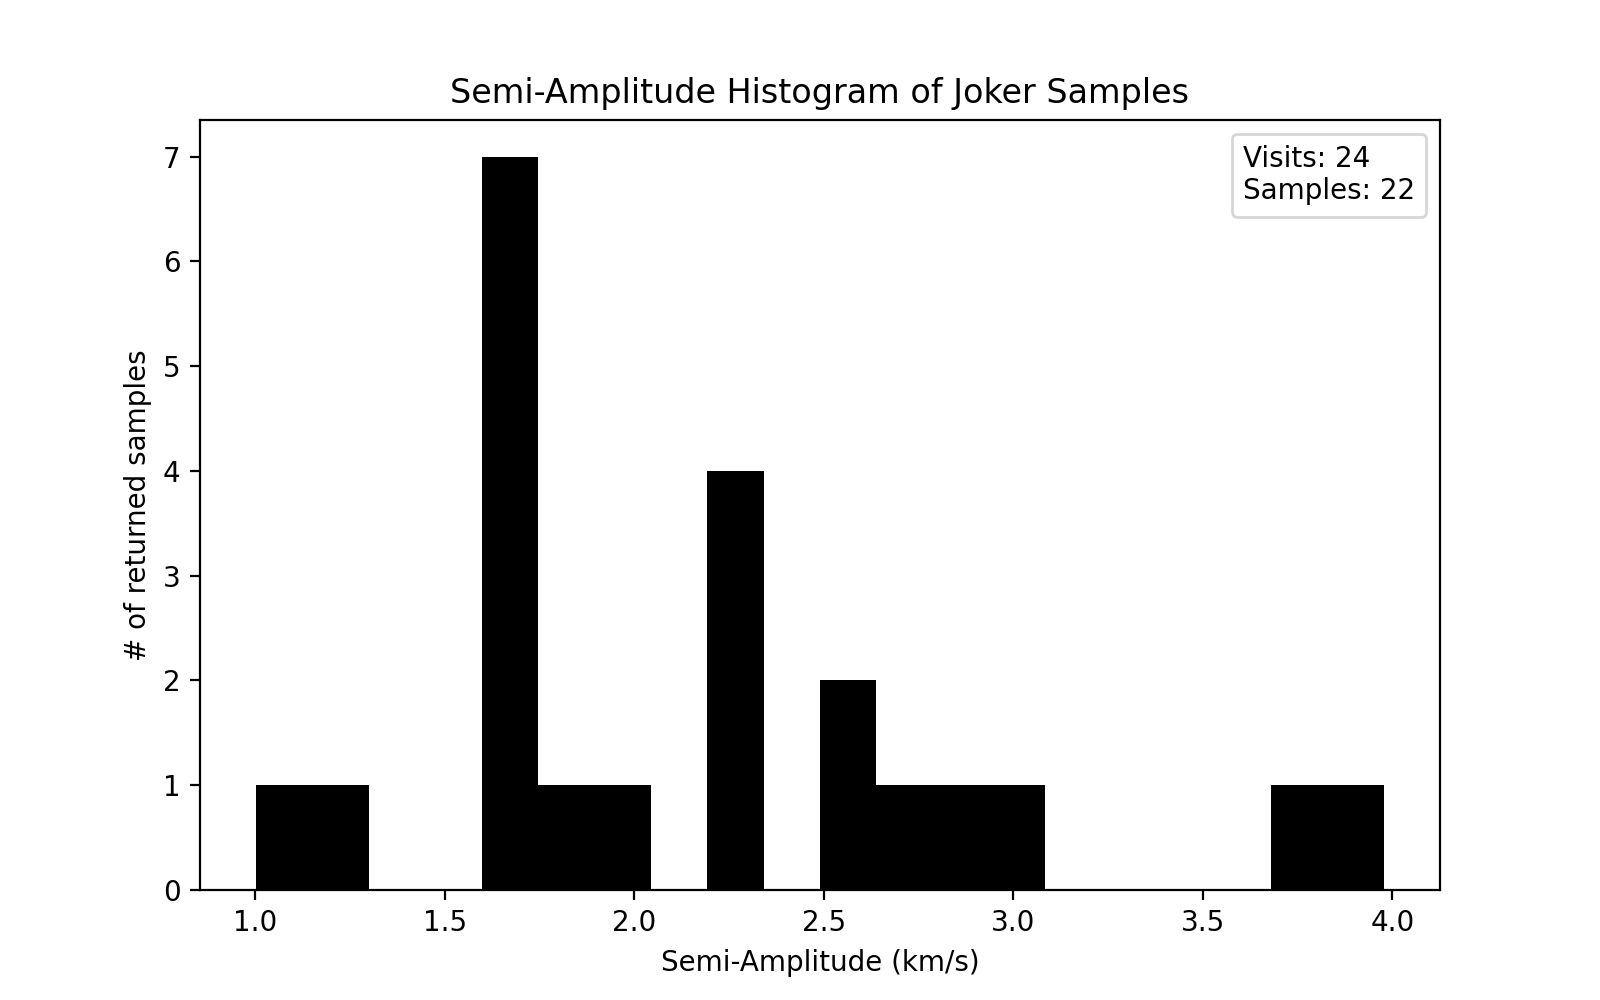 Semi-Amplitude Histogram of Joker Samples
Visits: 24
Samples: 22
# of returned samples
7
6
5
4
3
2
1
0
1.0 1.5 2.0 2.5 3.0 3.5 4.0
Semi-Amplitude (km/s)